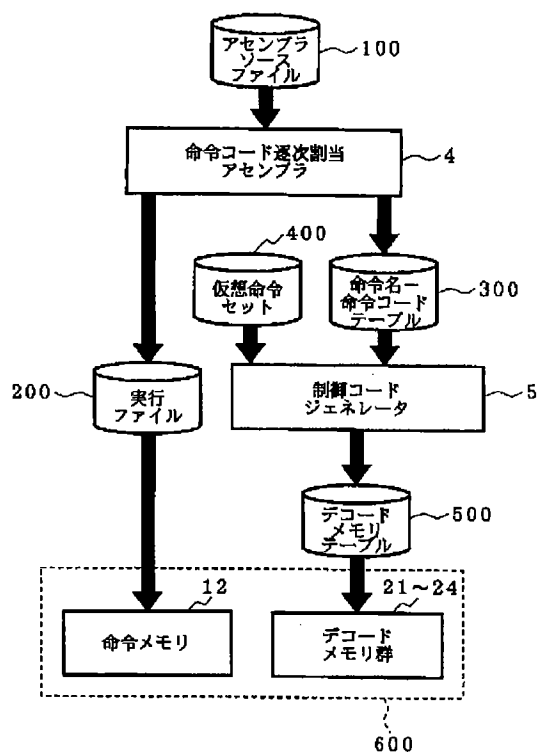 アセンブラ
ソース
ファイル
100
命令コード逐次割当
アセンブラ
4
400
仮想命令
セット
命令名ー
命令コード
テーブル
300
200
実行
ファイル
制御コード
ジェネレータ
5
デコード
メモリ
テーブル
500
12
命令メモリ
21～24
デコード
メモリ群
600